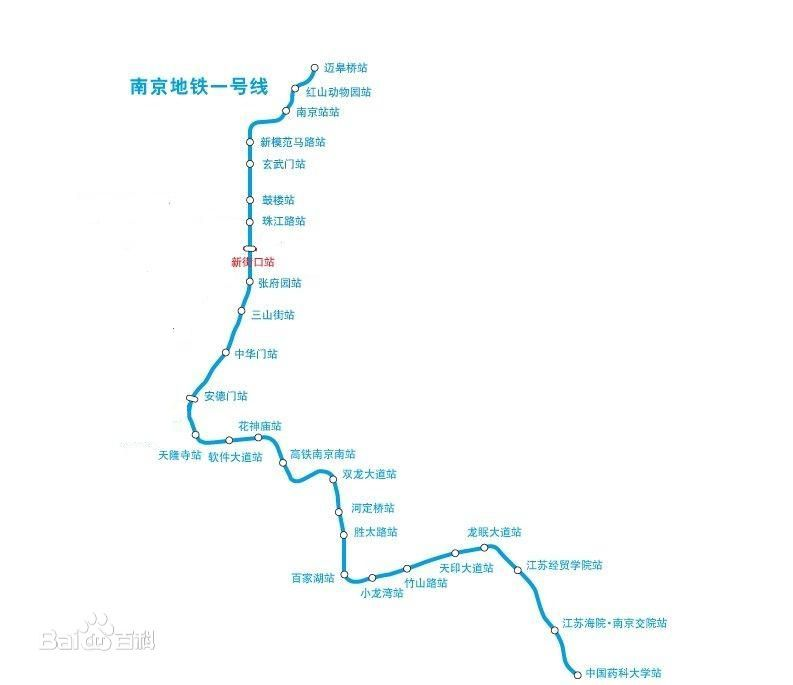 南京地铁一号线
迈皋桥站
红山动物园站
南京站站
新模范马路站
玄武门站
鼓楼站
珠江路站
新街口站
张府园站
三山街站
中华门站
安德门站
天隆寺站
软件大道站
花神庙站
高铁南京南站
双龙大道站
河定桥站
胜太路站
百家湖站
小龙湾站
竹山路站
天印大道站
龙眠大道站
江苏经贸学院站
江苏海院·南京交院站
中国药科大学站
Bai百科